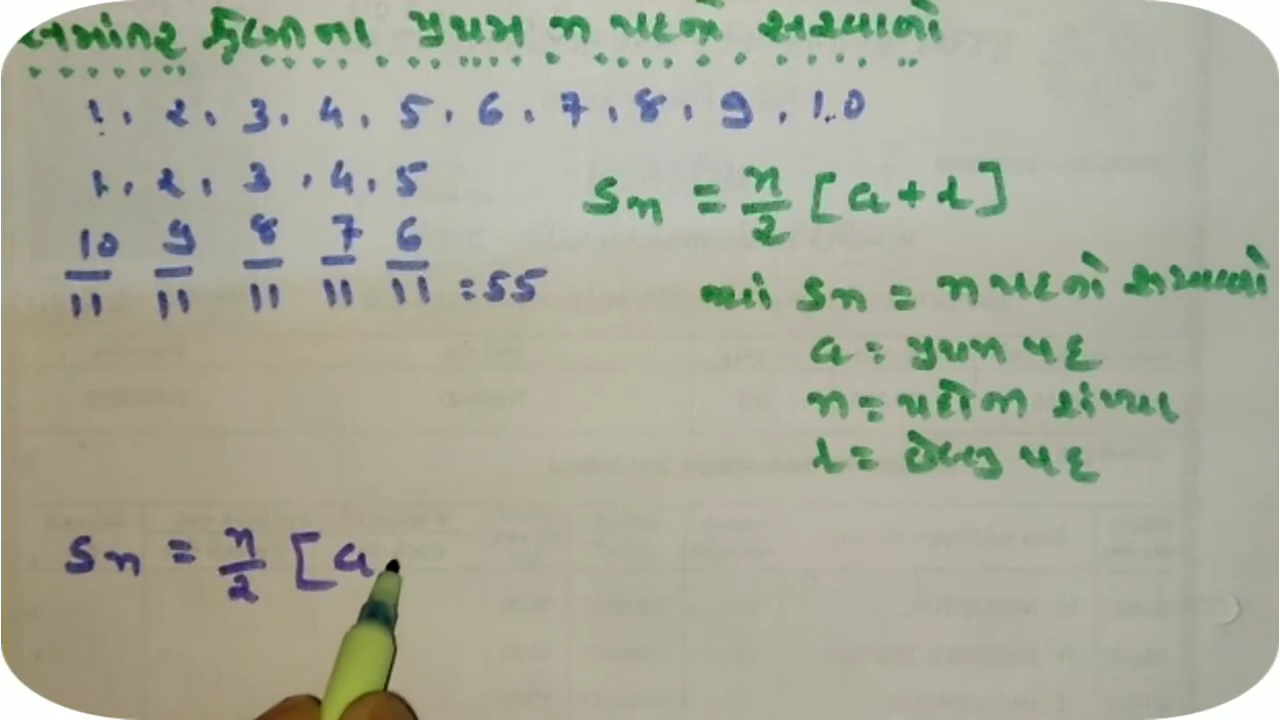 સમાંતર શ્રેણીના પ્રથમ n પદનો સરવાળો
1, 2, 3, 4, 5, 6, 7, 8, 9, 10
1, 2, 3, 4, 5
10 9 8 7 6
11 11 11 11 11 = 55
Sn = n/2 [a + l]
જ્યાં Sn = n પદનો સરવાળો
a = પ્રથમ પદ
n = પદોની સંખ્યા
l = છેલ્લુ પદ
Sn = n/2 [a